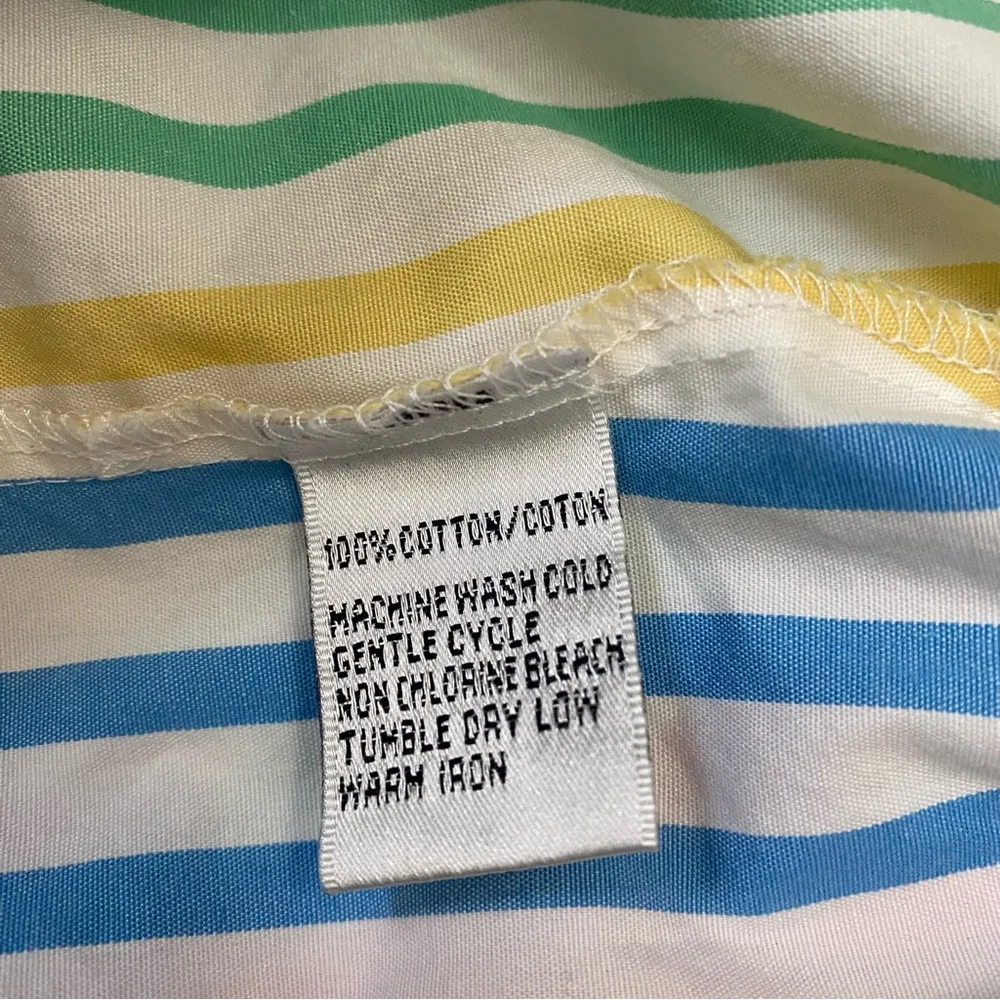 100% COTTON/COTON
MACHINE WASH COLD
GENTLE CYCLE
NON CHLORINE BLEACH
TUMBLE DRY LOW
WARM IRON